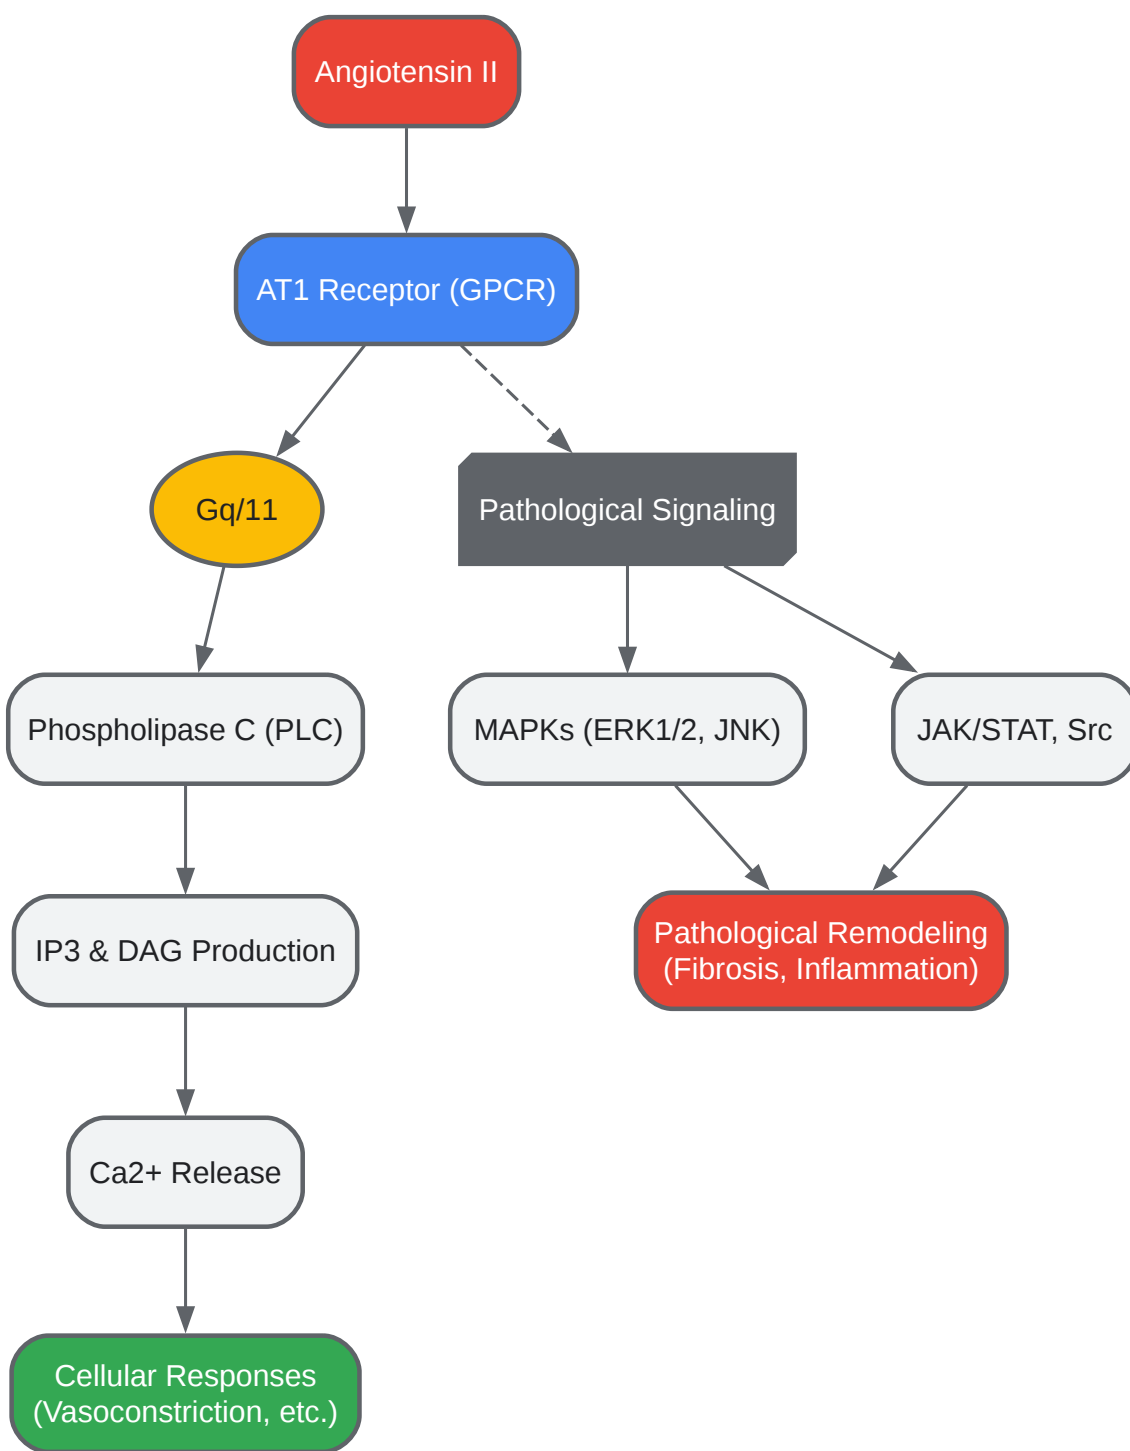 Angiotensin II
AT1 Receptor (GPCR)
Gq/11
Pathological Signaling
Phospholipase C (PLC)
MAPKs (ERK1/2, JNK)
JAK/STAT, Src
IP3 & DAG Production
Pathological Remodeling
(Fibrosis, Inflammation)
Ca2+ Release
Cellular Responses
(Vasoconstriction, etc.)